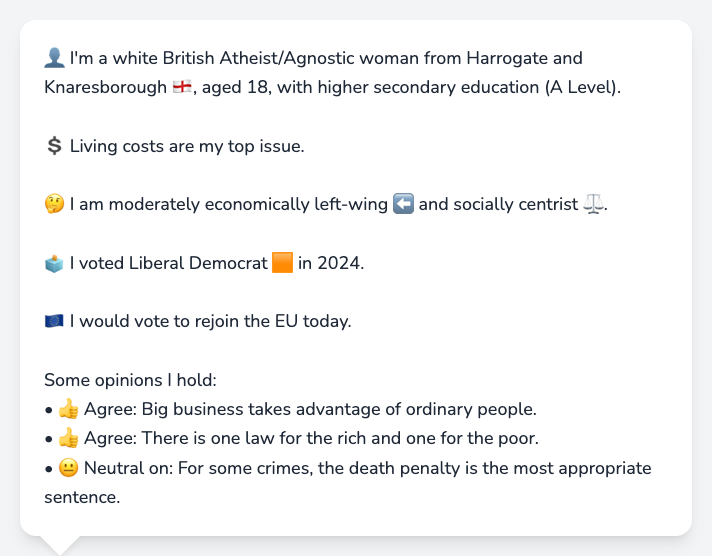 👤 I'm a white British Atheist/Agnostic woman from Harrogate and
Knaresborough 🏴󠁧󠁢󠁥󠁮󠁧󠁿, aged 18, with higher secondary education (A Level).
💲 Living costs are my top issue.
🤔 I am moderately economically left-wing ⬅️ and socially centrist ⚖️.
🗳️ I voted Liberal Democrat 🟧 in 2024.
🇪🇺 I would vote to rejoin the EU today.
Some opinions I hold:
• 👍 Agree: Big business takes advantage of ordinary people.
• 👍 Agree: There is one law for the rich and one for the poor.
• 😐 Neutral on: For some crimes, the death penalty is the most appropriate
sentence.